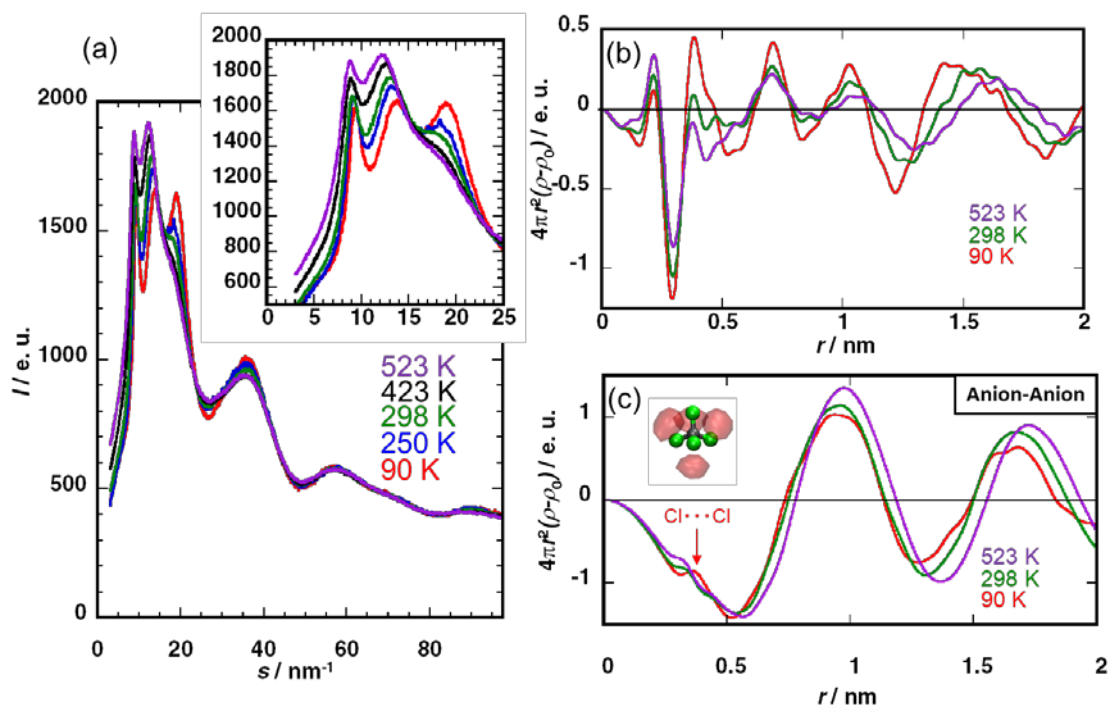 (a)
2000
1800
1600
1400
1200
1000
800
600
0 5 10 15 20 25
2000
1500
1000
500
0
I / e. u.
523 K
423 K
298 K
250 K
90 K
0 20 40 60 80
s / nm⁻¹
(b)
0.5
0
-0.5
-1
4πr²(ρ-ρ₀) / e. u.
523 K
298 K
90 K
0 0.5 1 1.5 2
r / nm
(c)
Anion-Anion
1
0
-1
4πr²(ρ-ρ₀) / e. u.
Cl⋯Cl
523 K
298 K
90 K
0 0.5 1 1.5 2
r / nm